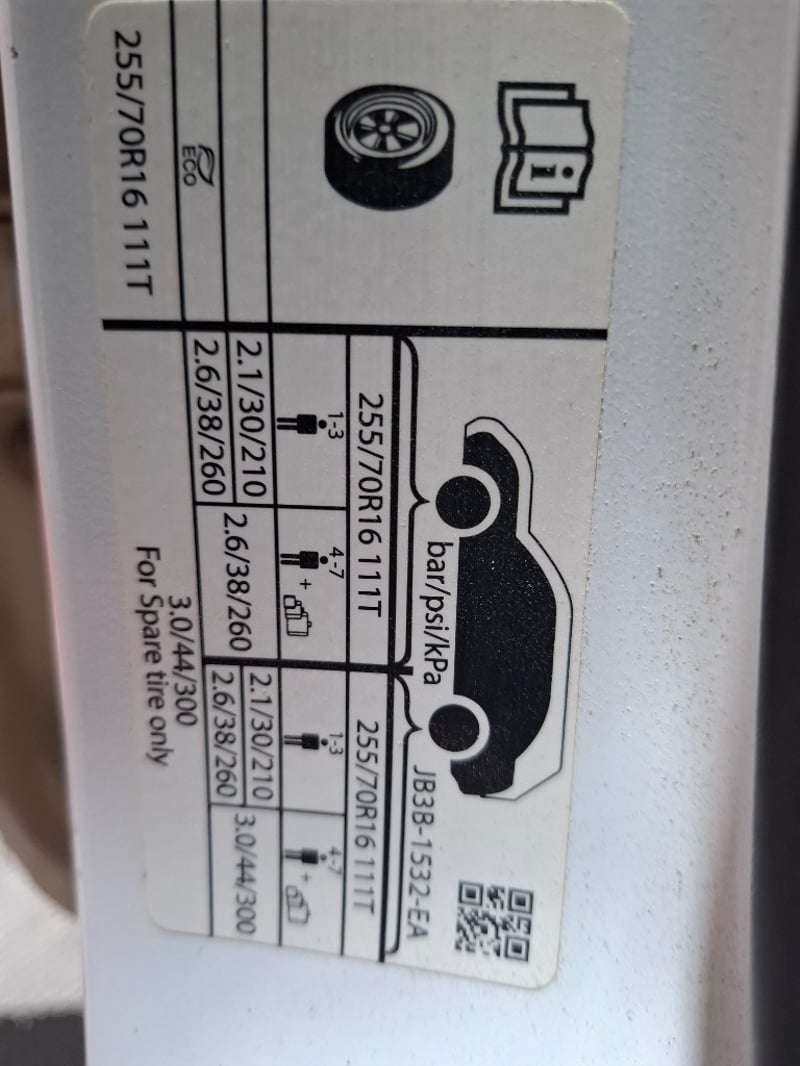 bar/psi/kPa
JB3B-1532-EA
255/70R16 111T
255/70R16 111T
1-3
4-7
+
1-3
4-7
+
2.1/30/210
2.6/38/260
2.1/30/210
3.0/44/300
ECO
2.6/38/260
2.6/38/260
255/70R16 111T
3.0/44/300
For Spare tire only